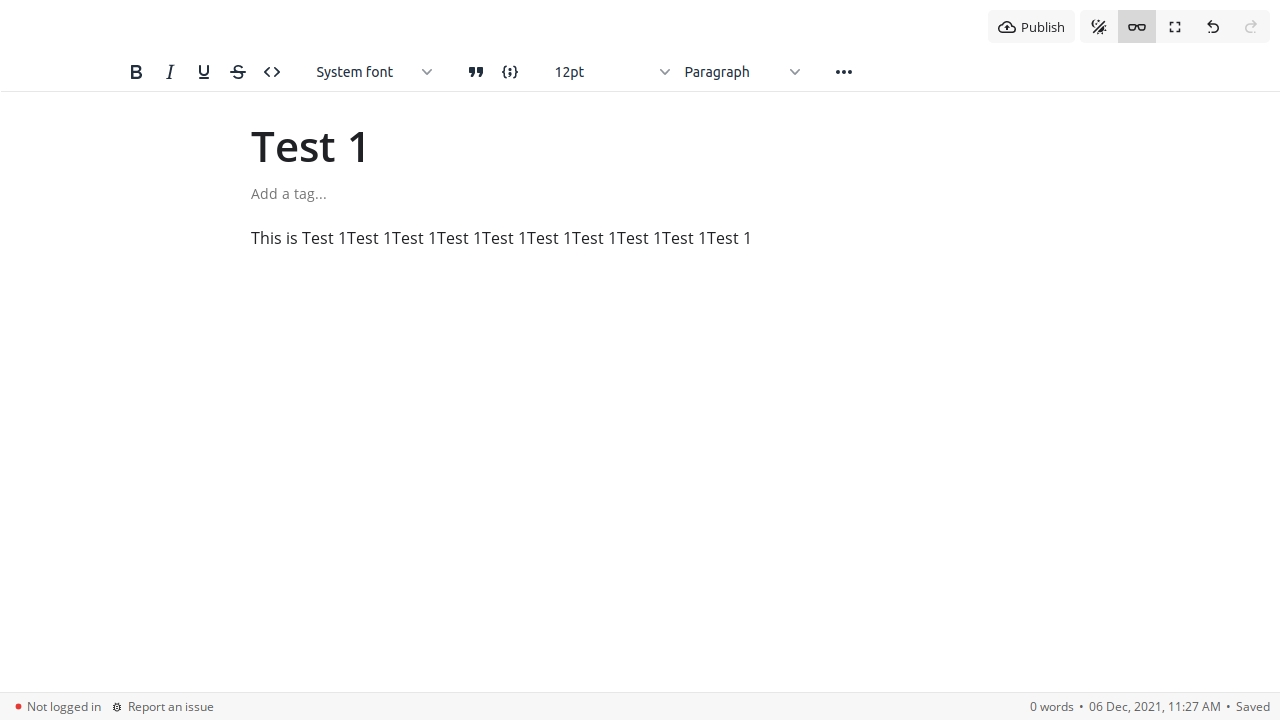 Publish
System font
12pt
Paragraph
Test 1
Add a tag...
This is Test 1Test 1Test 1Test 1Test 1Test 1Test 1Test 1Test 1Test 1
Not logged in
Report an issue
0 words • 06 Dec, 2021, 11:27 AM • Saved